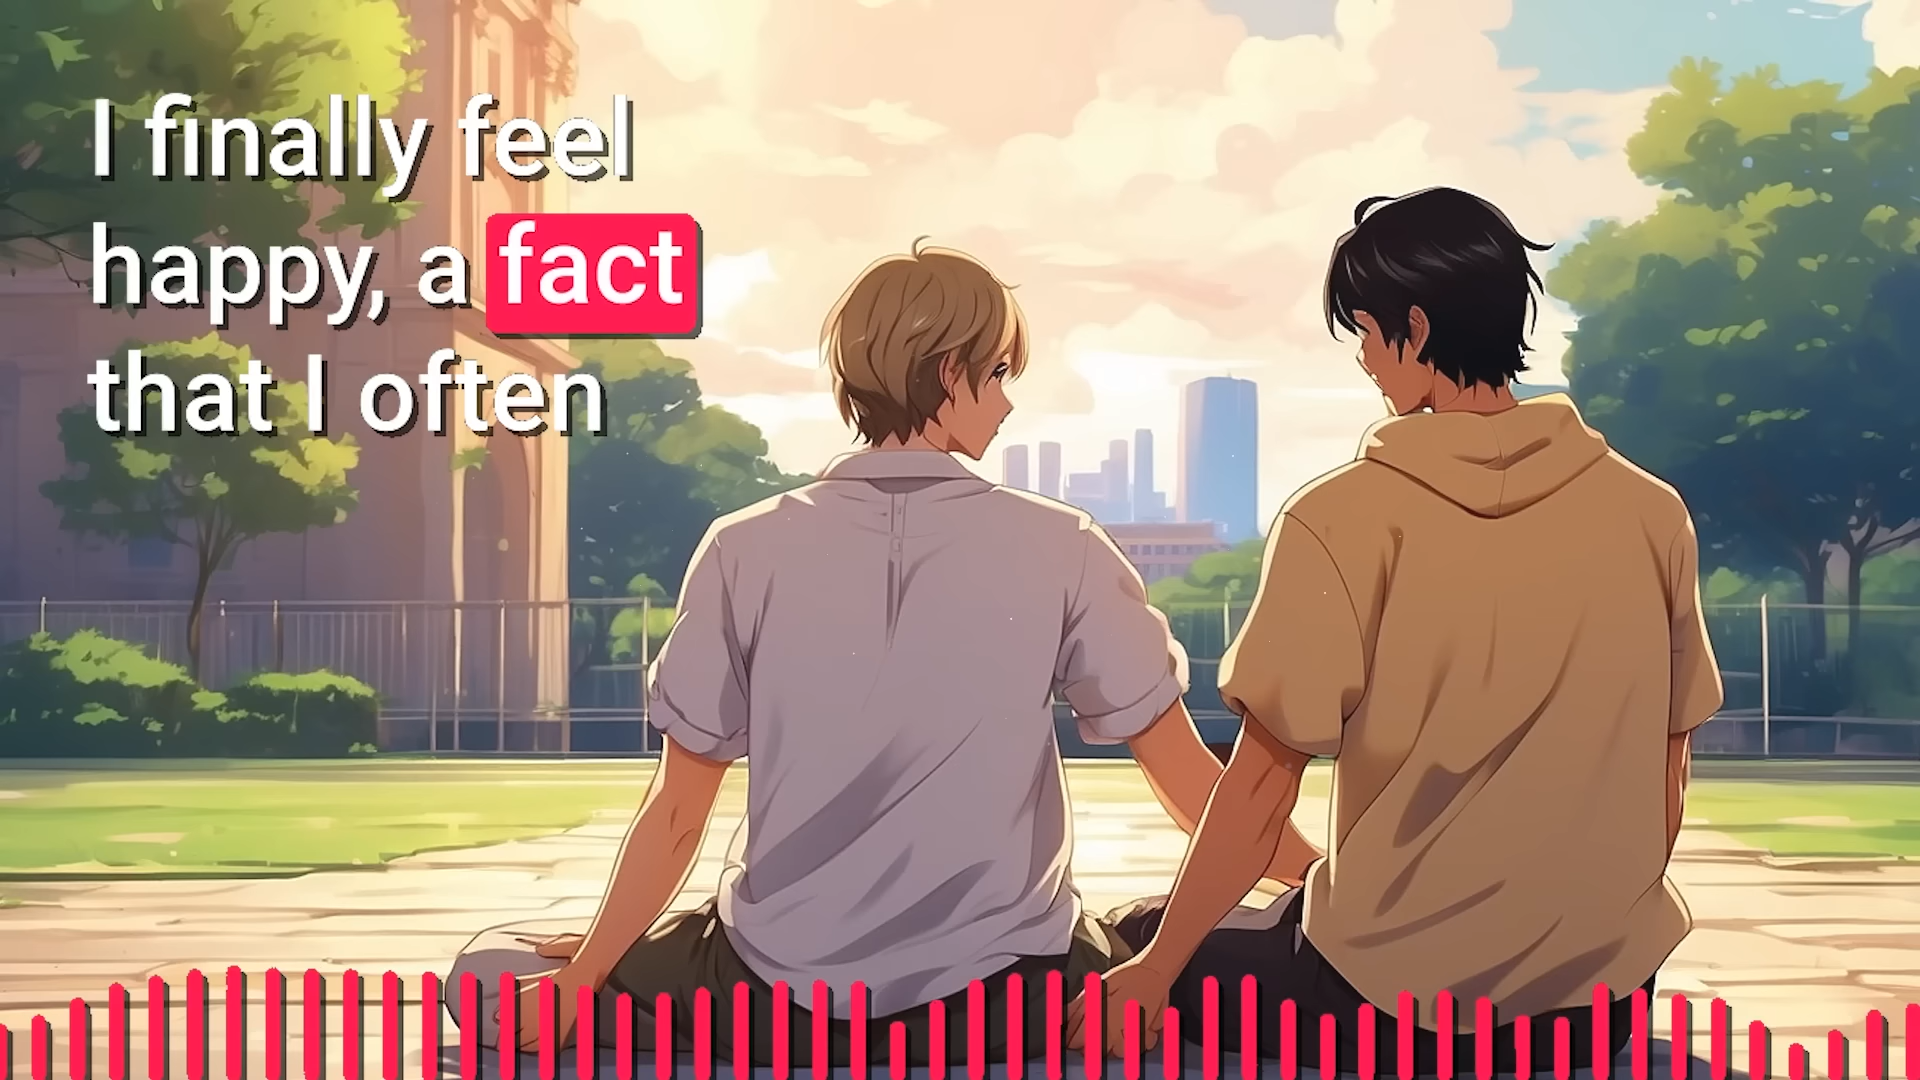 I finally feel
happy, a fact
that I often